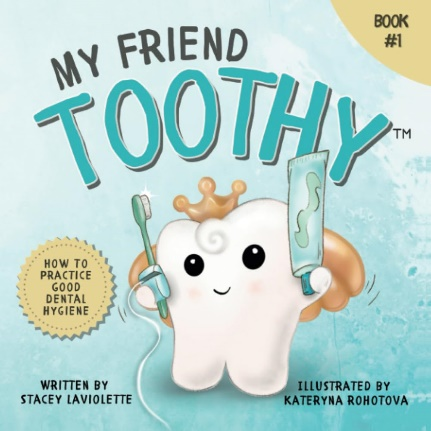 BOOK
#1
MY FRIEND
TOOTHY™
HOW TO
PRACTICE
GOOD
DENTAL
HYGIENE
WRITTEN BY
STACEY LAVIOLETTE
ILLUSTRATED BY
KATERYNA ROHOTOVA